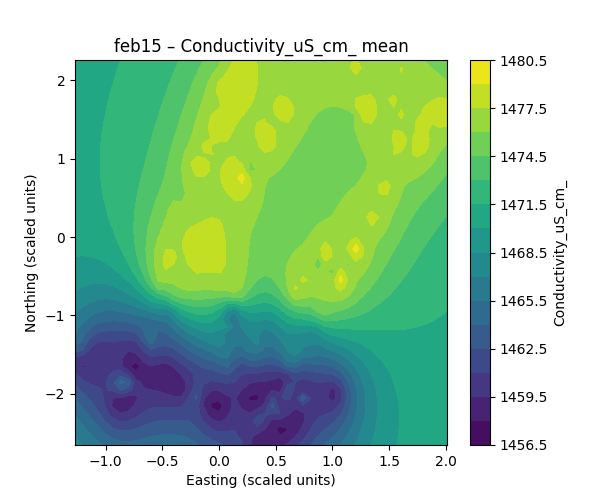 feb15 – Conductivity_uS_cm_ mean
2
1
0
−1
−2
Northing (scaled units)
−1.0 −0.5 0.0 0.5 1.0 1.5 2.0
Easting (scaled units)
1480.5
1477.5
1474.5
1471.5
1468.5
1465.5
1462.5
1459.5
1456.5
Conductivity_uS_cm_